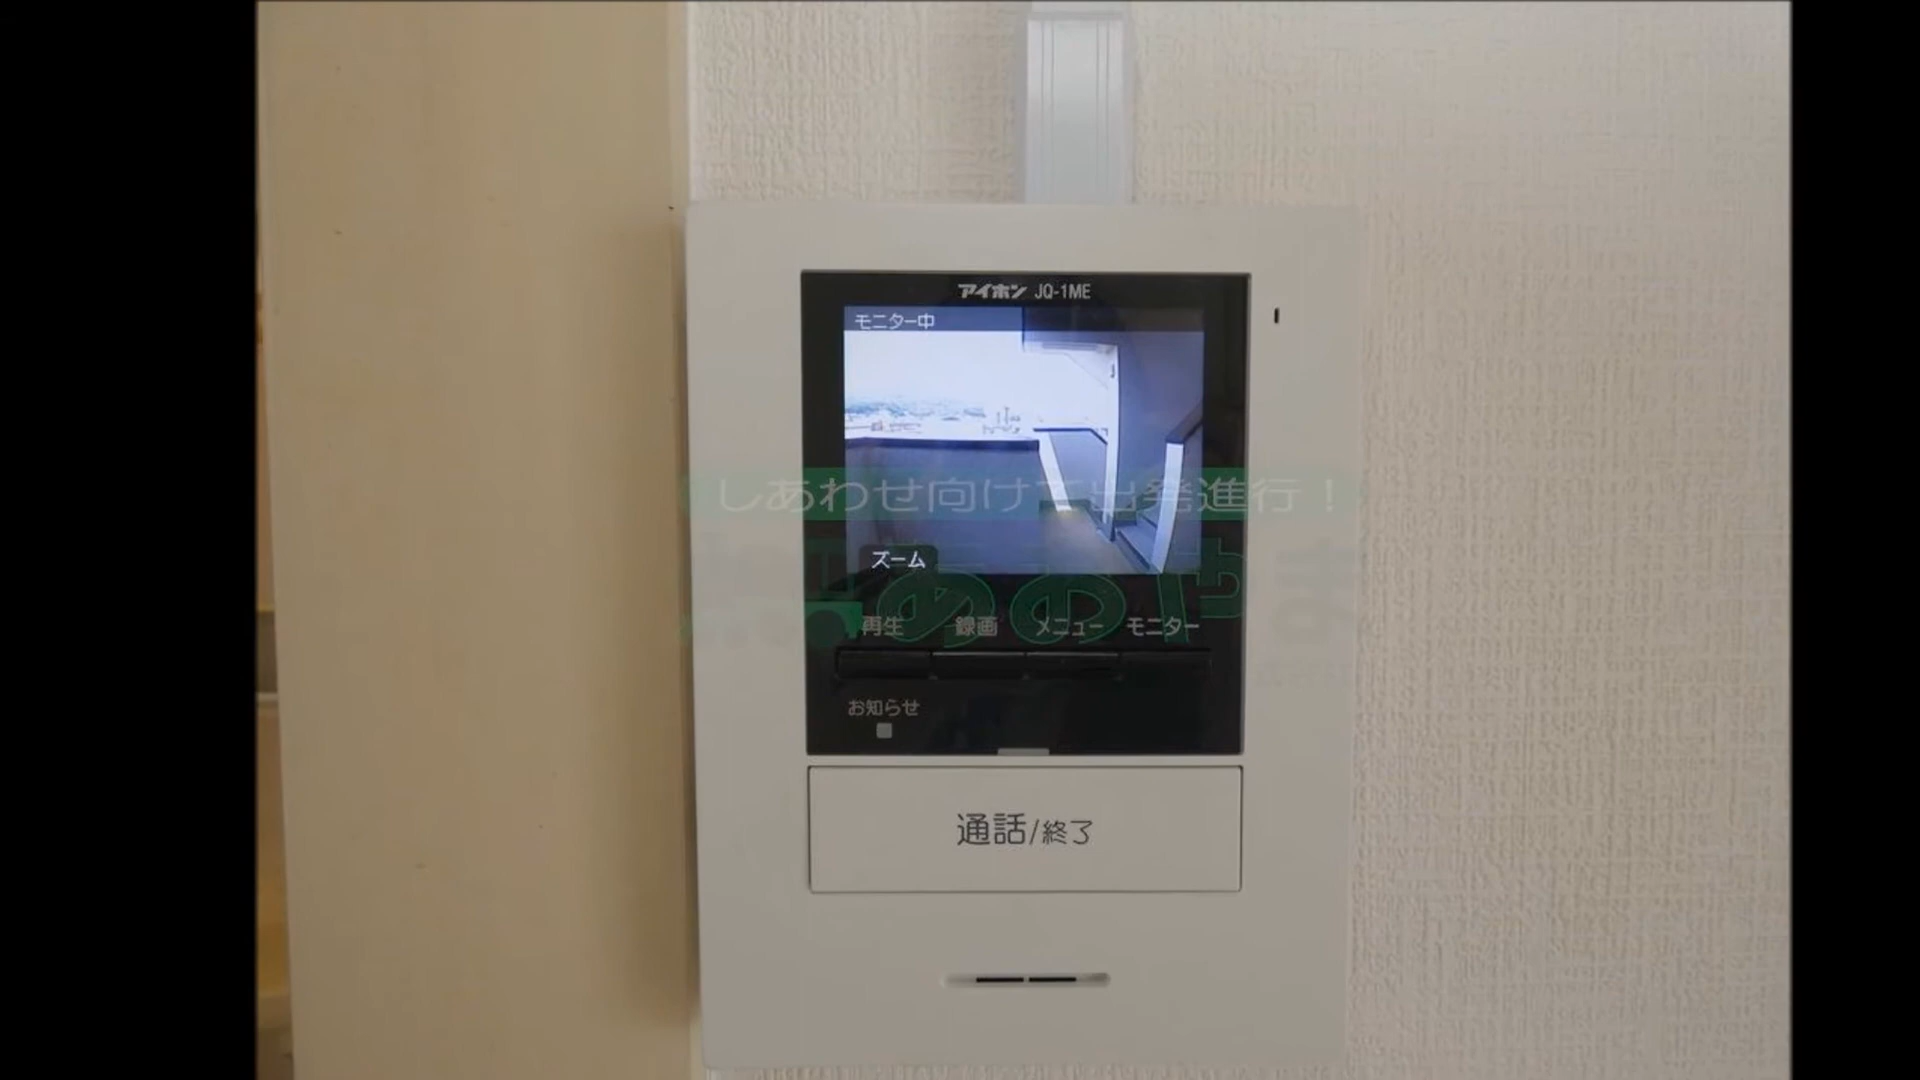 アイホン JQ-1ME
モニター中
しあわせ向けて出発進行！
ズーム
再生 録画 メニュー モニター
お知らせ
通話/終了